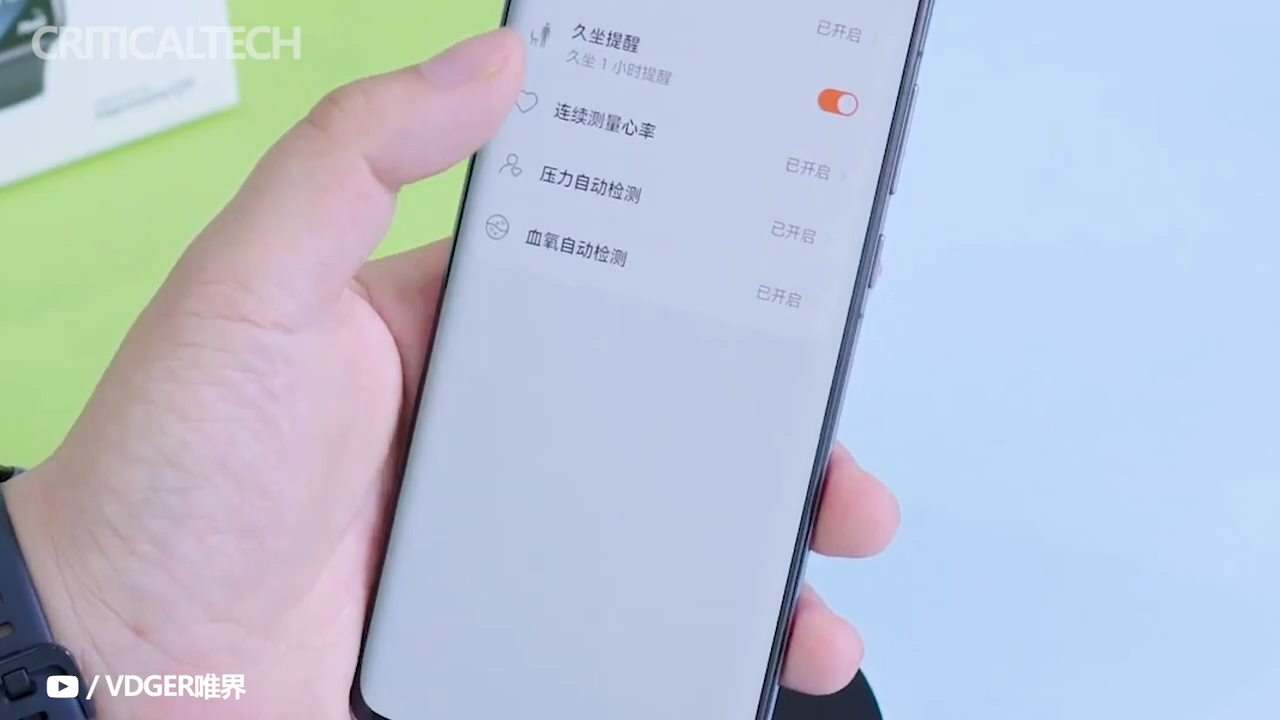 CRITICALTECH
已开启
久坐提醒
久坐 1 小时提醒
连续测量心率
已开启
压力自动检测
已开启
血氧自动检测
已开启
/ VDGER唯界